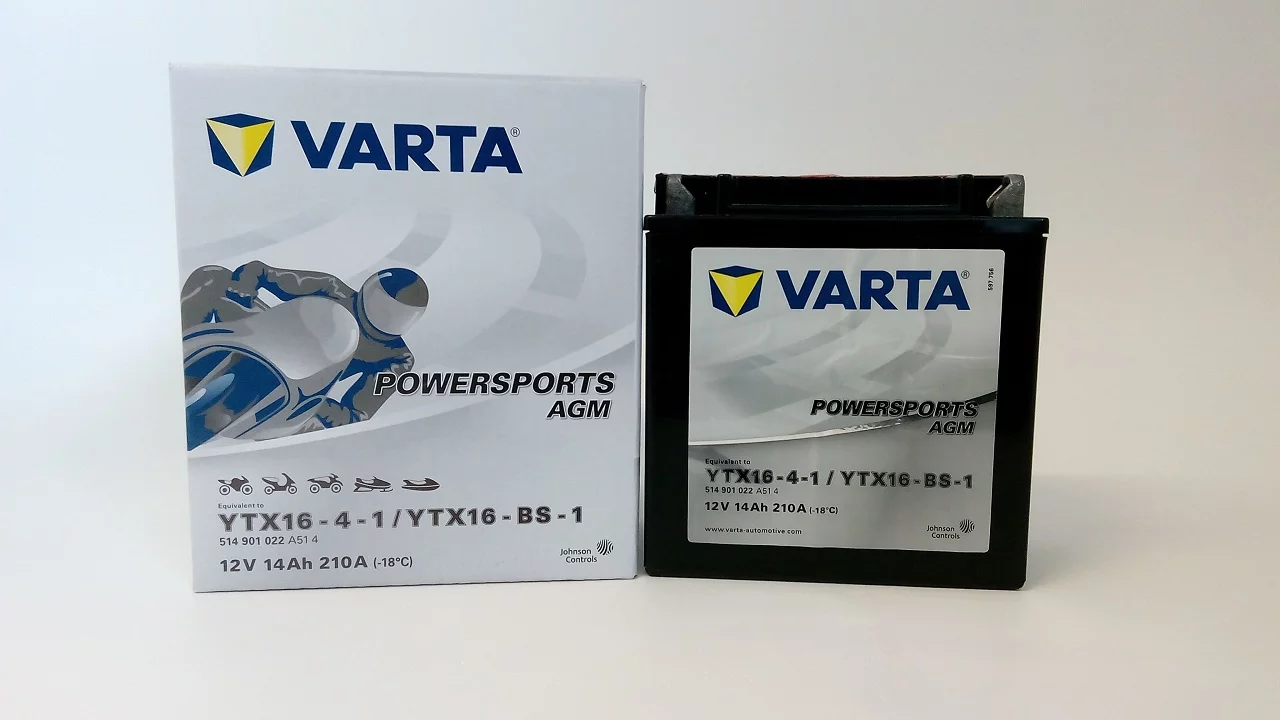 VARTA®
POWERSPORTS
AGM
Equivalent to
YTX16 - 4 - 1 / YTX16 - BS - 1
514 901 022 A51 4
12V 14Ah 210A (-18°C)
Johnson
Controls
VARTA®
597 756
POWERSPORTS
AGM
Equivalent to
YTX16-4-1 / YTX16-BS-1
514 901 022 A51 4
12V 14Ah 210A (-18°C)
www.varta-automotive.com
Johnson
Controls